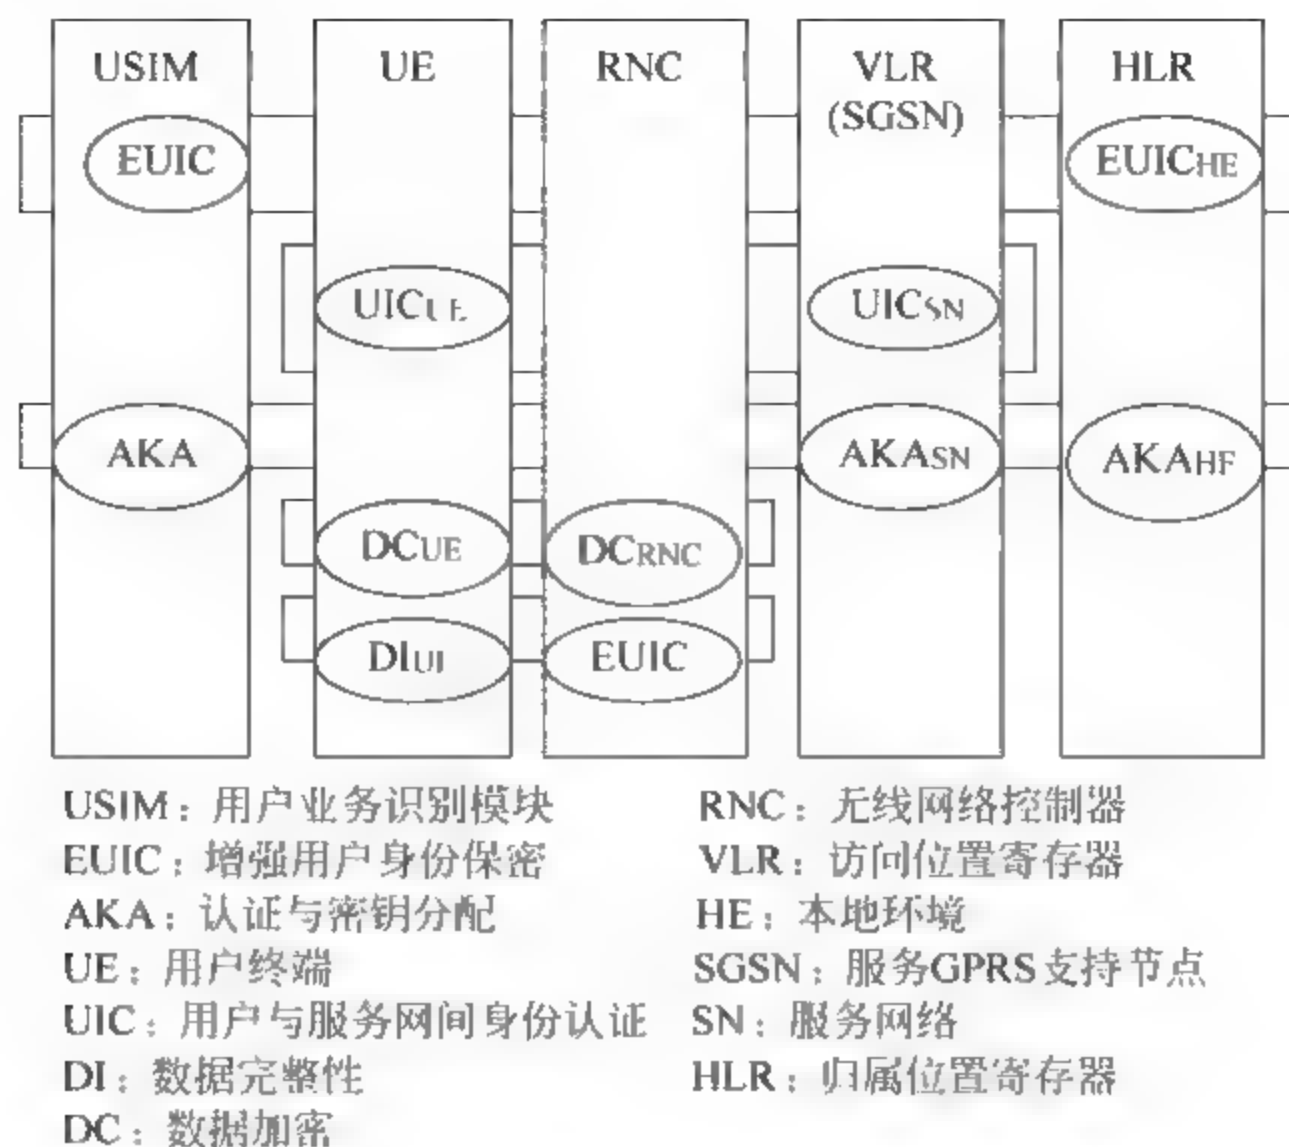 USIM UE RNC VLR HLR
(SGSN)
EUIC EUICHE
UICUE UICSN
AKA AKASN AKAHF
DCUE DCRNC
DIUI EUIC
USIM：用户业务识别模块 RNC：无线网络控制器
EUIC：增强用户身份保密 VLR：访问位置寄存器
AKA：认证与密钥分配 HE：本地环境
UE：用户终端 SGSN：服务GPRS支持节点
UIC：用户与服务网间身份认证 SN：服务网络
DI：数据完整性 HLR：归属位置寄存器
DC：数据加密